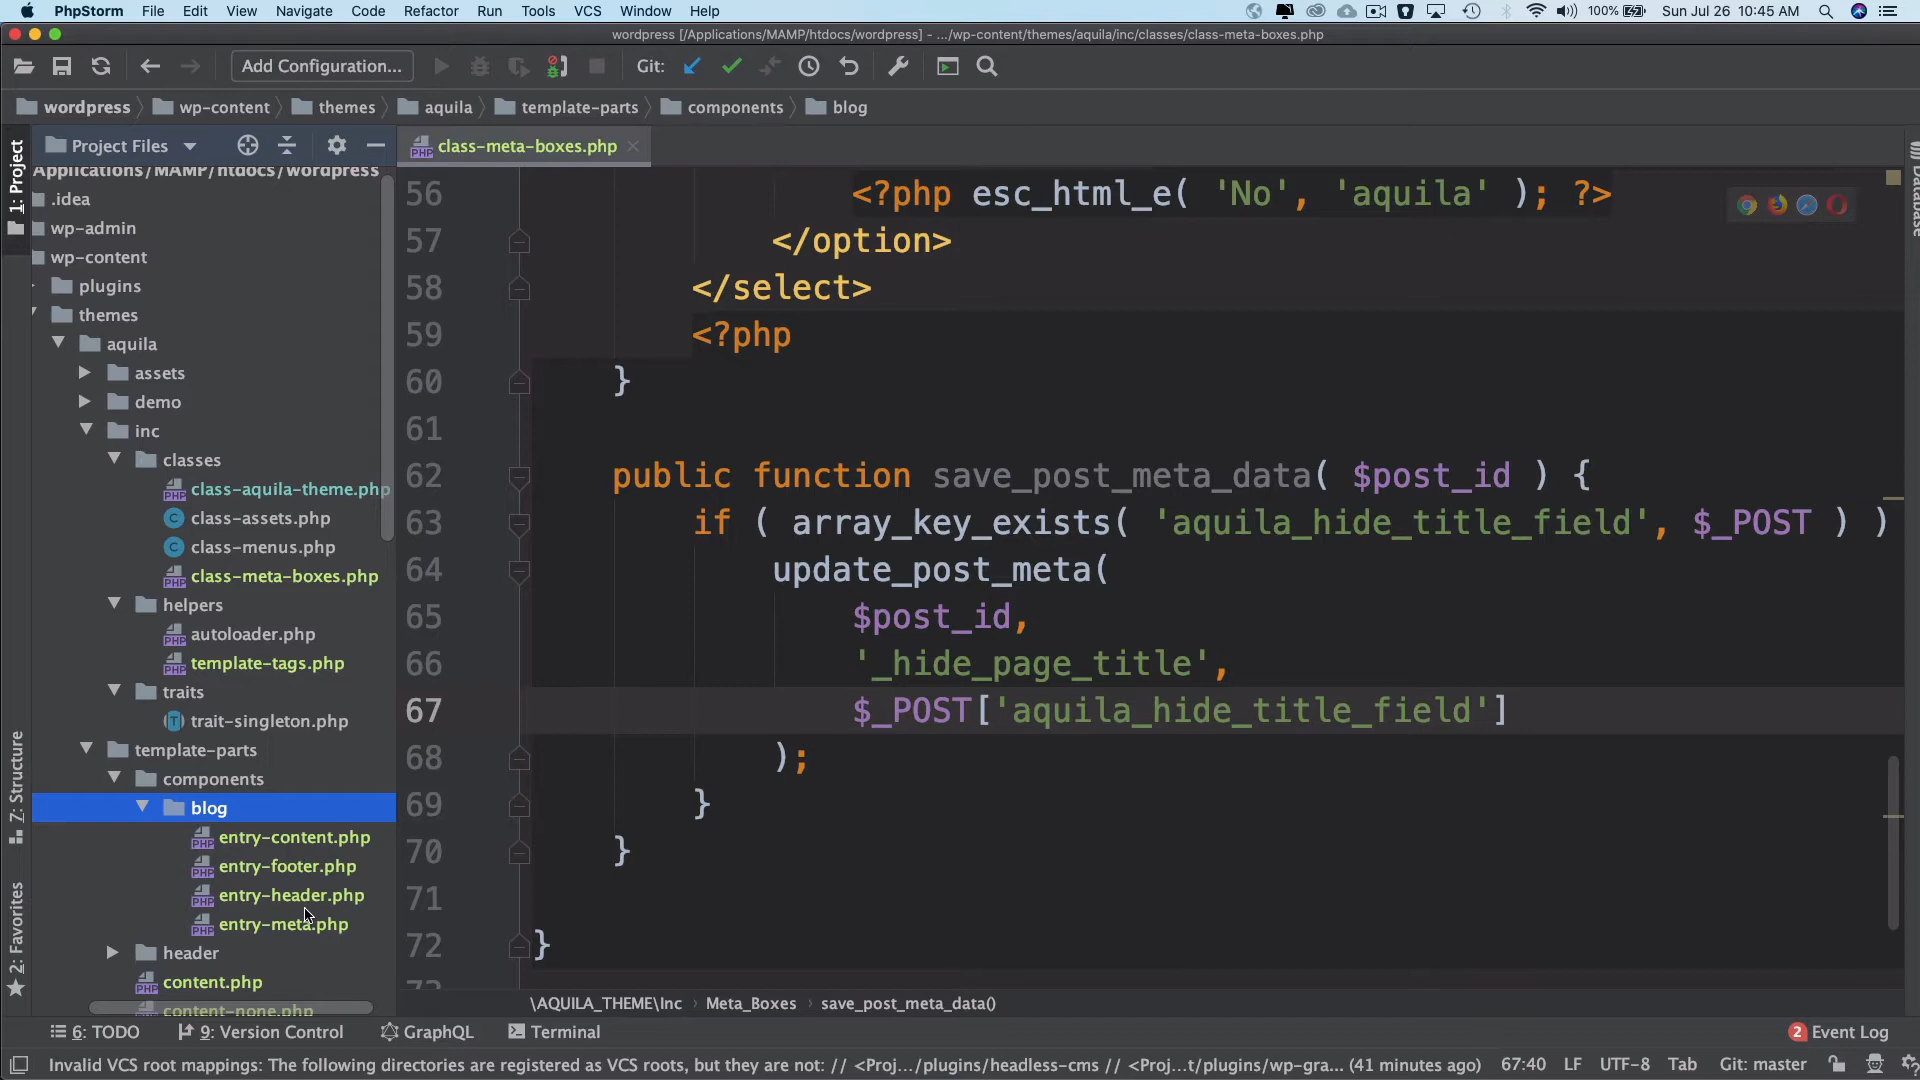 PhpStorm File Edit View Navigate Code Refactor Run Tools VCS Window Help 100% Sun Jul 26 10:45 AM
wordpress [/Applications/MAMP/htdocs/wordpress] - .../wp-content/themes/aquila/inc/classes/class-meta-boxes.php
Add Configuration... Git:
wordpress wp-content themes aquila template-parts components blog
Project Files
class-meta-boxes.php
1: Project
Applications/MAMP/htdocs/wordpress
.idea
wp-admin
wp-content
plugins
themes
aquila
assets
demo
inc
classes
class-aquila-theme.php
class-assets.php
class-menus.php
class-meta-boxes.php
helpers
autoloader.php
template-tags.php
traits
trait-singleton.php
template-parts
components
blog
entry-content.php
entry-footer.php
entry-header.php
entry-meta.php
header
content.php
content-none.php
Z: Structure
2: Favorites
Database
56 <?php esc_html_e( 'No', 'aquila' ); ?>
57 </option>
58 </select>
59 <?php
60 }
61
62 public function save_post_meta_data( $post_id ) {
63 if ( array_key_exists( 'aquila_hide_title_field', $_POST ) )
64 update_post_meta(
65 $post_id,
66 '_hide_page_title',
67 $_POST['aquila_hide_title_field']
68 );
69 }
70 }
71
72 }
73
\AQUILA_THEME\Inc › Meta_Boxes › save_post_meta_data()
6: TODO 9: Version Control GraphQL Terminal 2 Event Log
Invalid VCS root mappings: The following directories are registered as VCS roots, but they are not: // <Proj.../plugins/headless-cms // <Proj...t/plugins/wp-gra... (41 minutes ago) 67:40 LF UTF-8 Tab Git: master